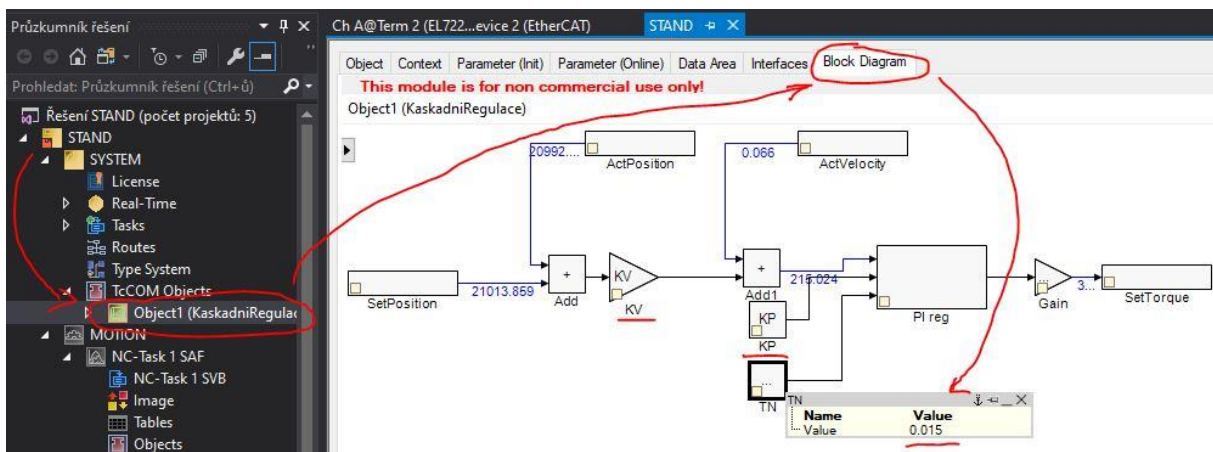 Průzkumník řešení
Prohledat: Průzkumník řešení (Ctrl+ů)
Řešení STAND (počet projektů: 5)
STAND
SYSTEM
License
Real-Time
Tasks
Routes
Type System
TcCOM Objects
Object1 (KaskadniRegulac
MOTION
NC-Task 1 SAF
NC-Task 1 SVB
Image
Tables
Objects
Ch A@Term 2 (EL722...evice 2 (EtherCAT)
STAND
Object Context Parameter (Init) Parameter (Online) Data Area Interfaces Block Diagram
This module is for non commercial use only!
Object1 (KaskadniRegulace)
20992....
ActPosition
0.066
ActVelocity
SetPosition
21013.859
+
Add
KV
KV
+
Add1
215.024
KP
KP
...
TN
PI reg
...
Gain
3...
SetTorque
TN
Name Value
Value 0.015